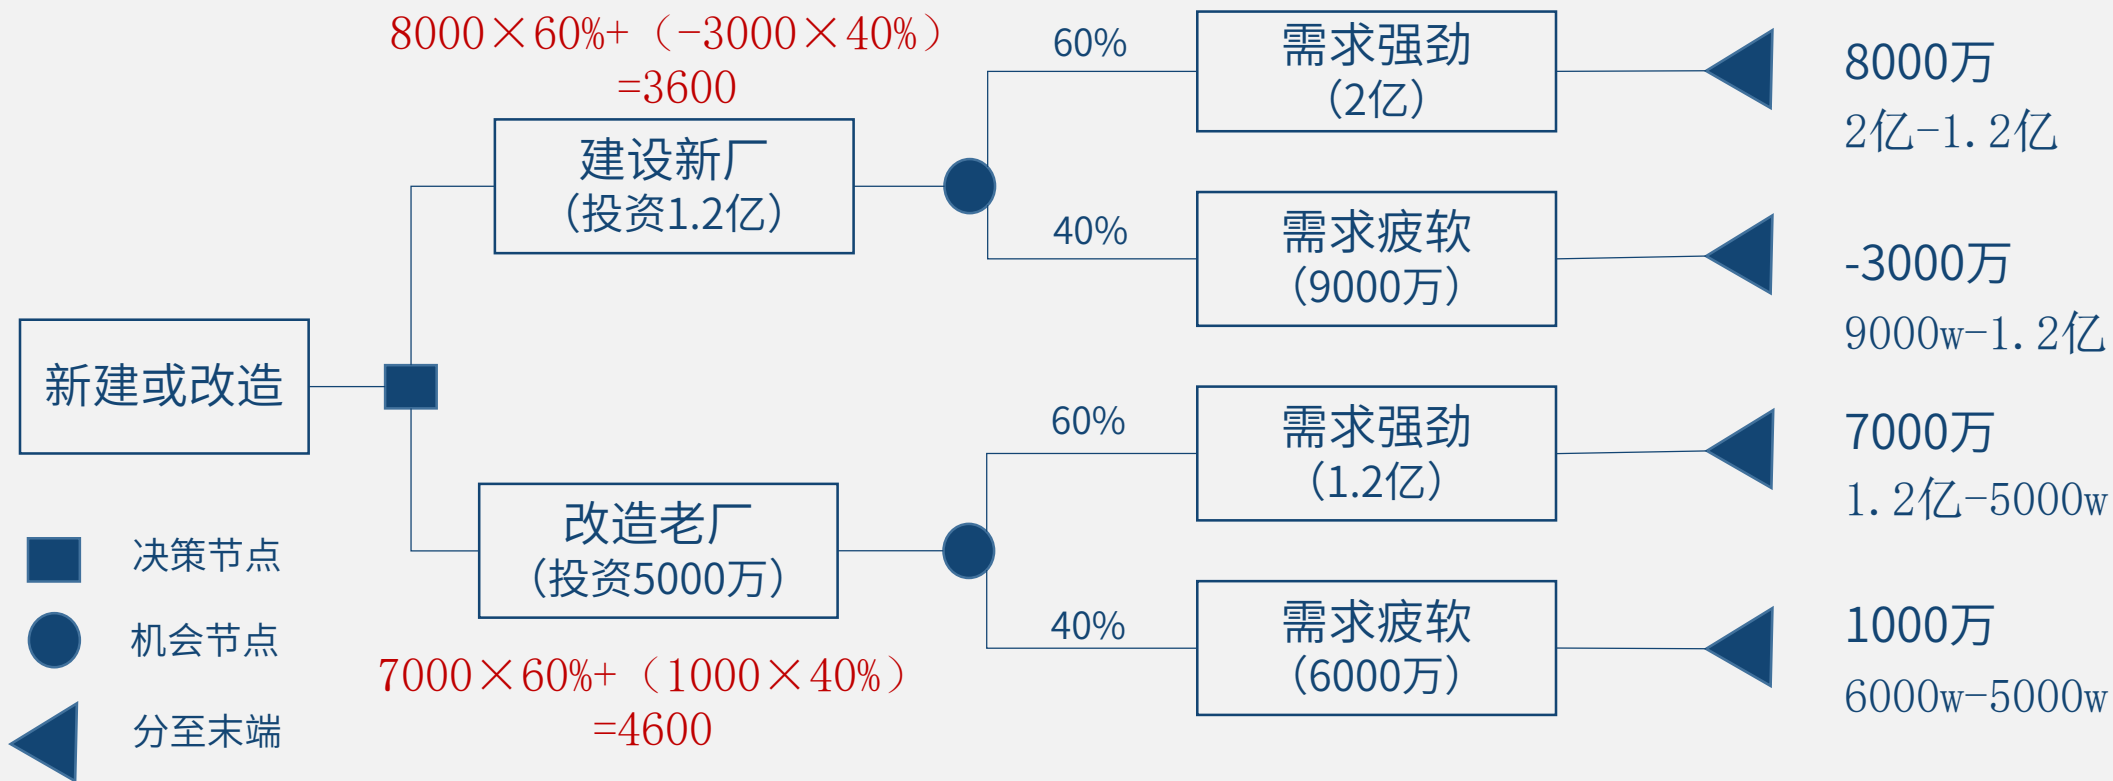 8000×60%+（-3000×40%）
=3600
建设新厂
（投资1.2亿）
60%
需求强劲
（2亿）
8000万
2亿-1.2亿
40%
需求疲软
（9000万）
-3000万
9000w-1.2亿
新建或改造
改造老厂
（投资5000万）
7000×60%+（1000×40%）
=4600
60%
需求强劲
（1.2亿）
7000万
1.2亿-5000w
40%
需求疲软
（6000万）
1000万
6000w-5000w
决策节点
机会节点
分至末端